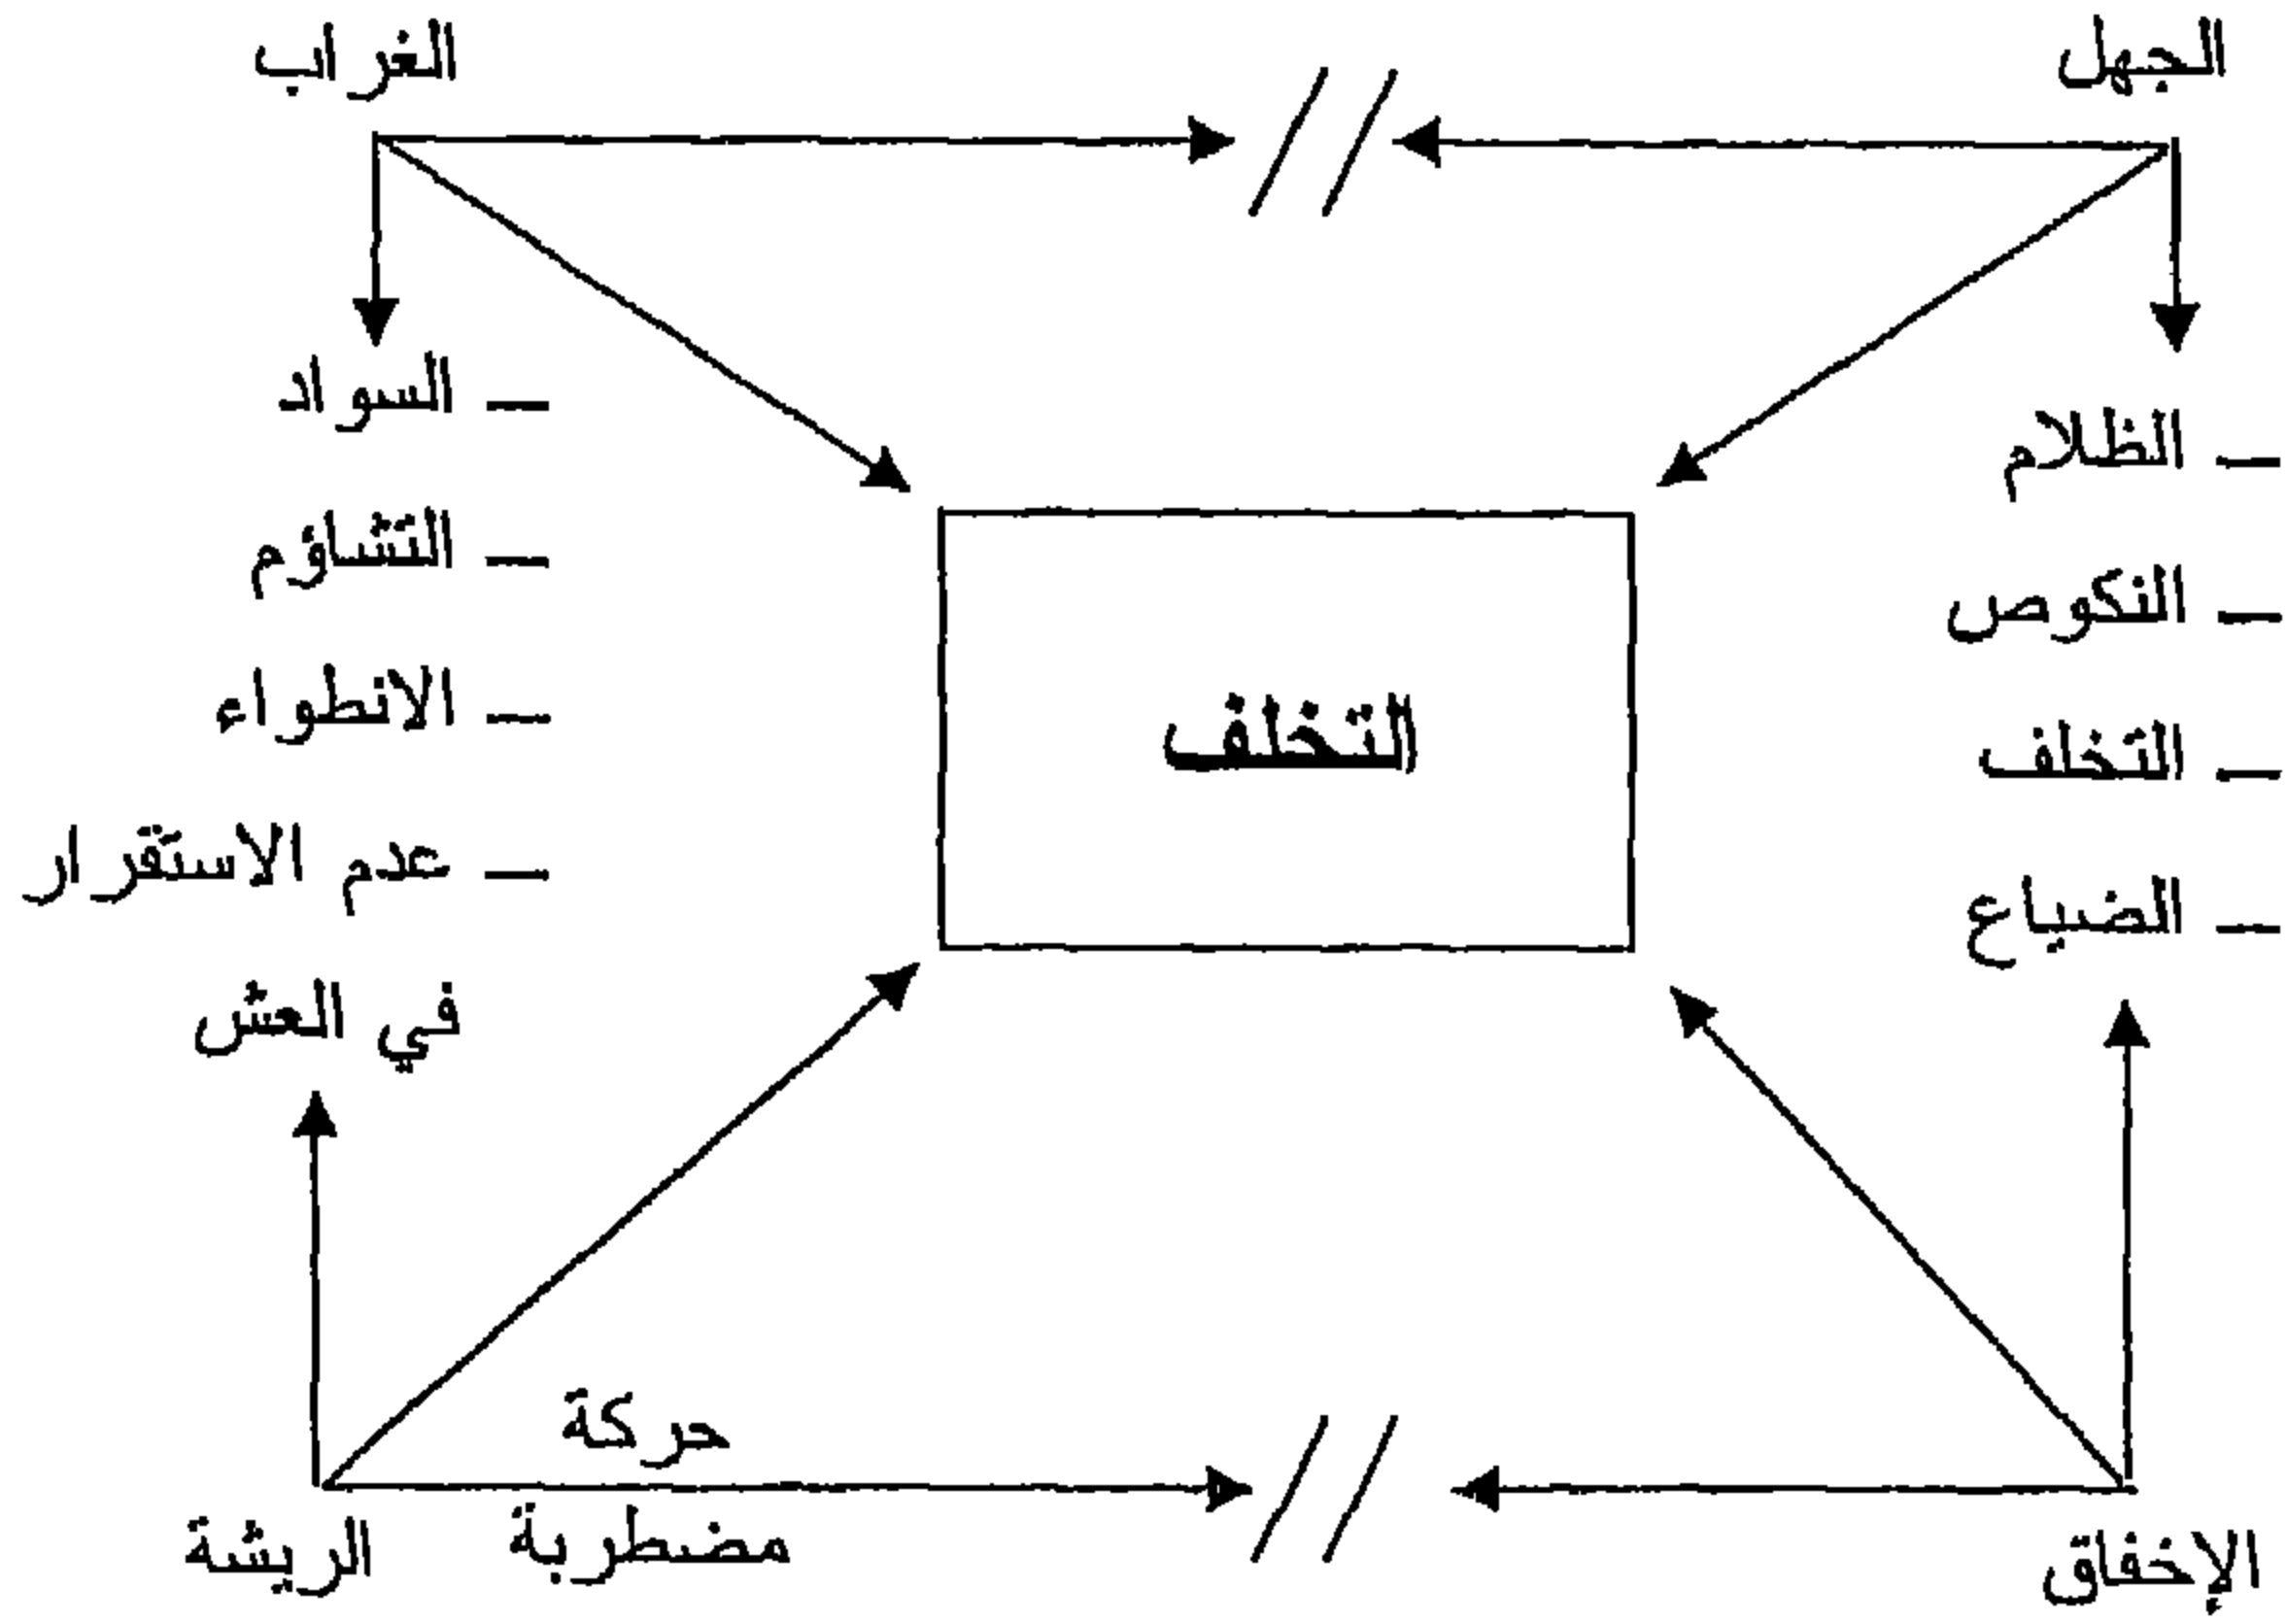 الجهل
الغراب
– الظلام
– النكوص
– التخلف
– الضياع
التخلف
– السواد
– التشاؤم
– الانطواء
– عدم الاستقرار
في العش
حركة
مضطربة
الإخفاق
الريشة